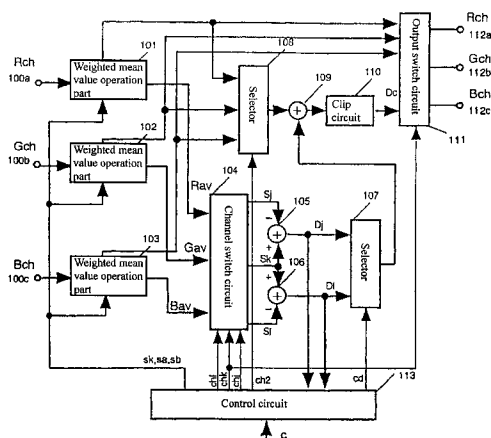 Rch
100a
Weighted mean
value operation
part
101
108
Selector
109
110
Clip
circuit
Dc
Output switch circuit
111
Rch
112a
Gch
112b
Bch
112c
Gch
100b
Weighted mean
value operation
part
102
Bch
100c
Weighted mean
value operation
part
103
Rav
Gav
Bav
104
Channel switch circuit
Sj
−
105
+
Dj
Sk
+
106
+
−
Dl
Sl
107
Selector
sk,sa,sb
chl
chk
chj
ch2
cd
113
Control circuit
C